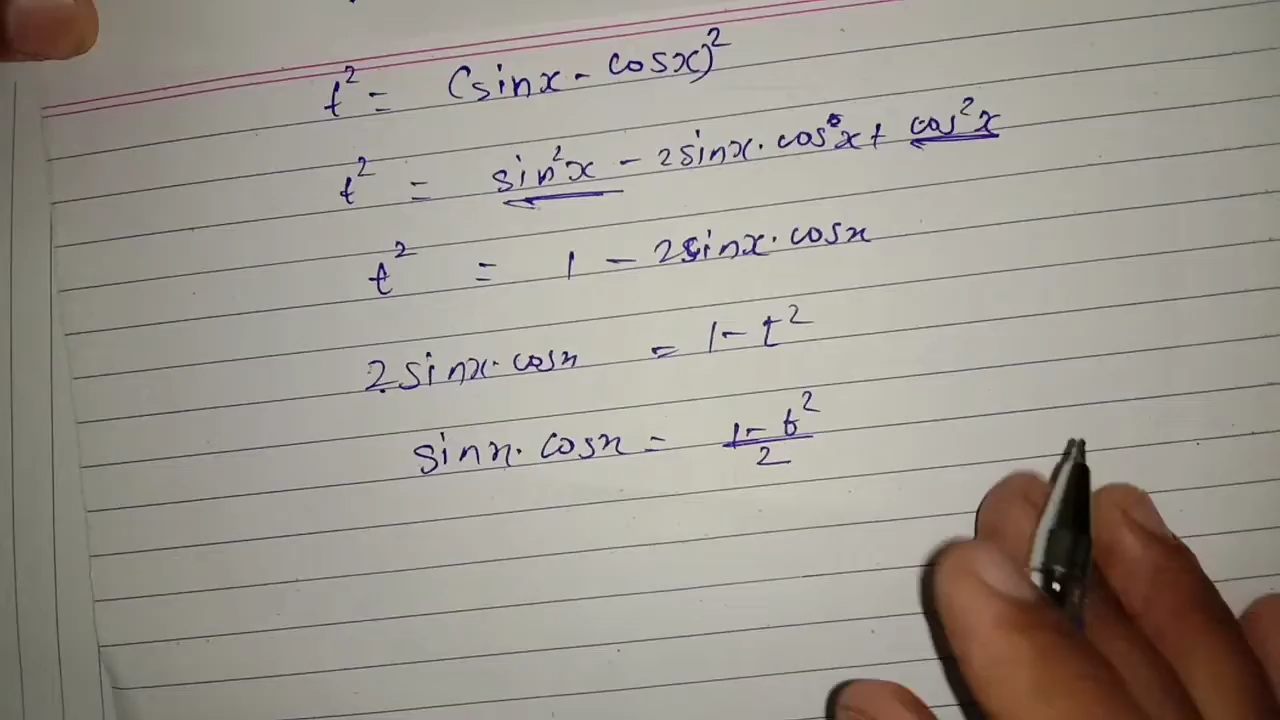 t² = (sinx - cosx)²
t² = sin²x - 2sinx.cosx + cos²x
t² = 1 - 2sinx.cosx
2sinx.cosx = 1-t²
sinx.cosx = (1-t²)/2